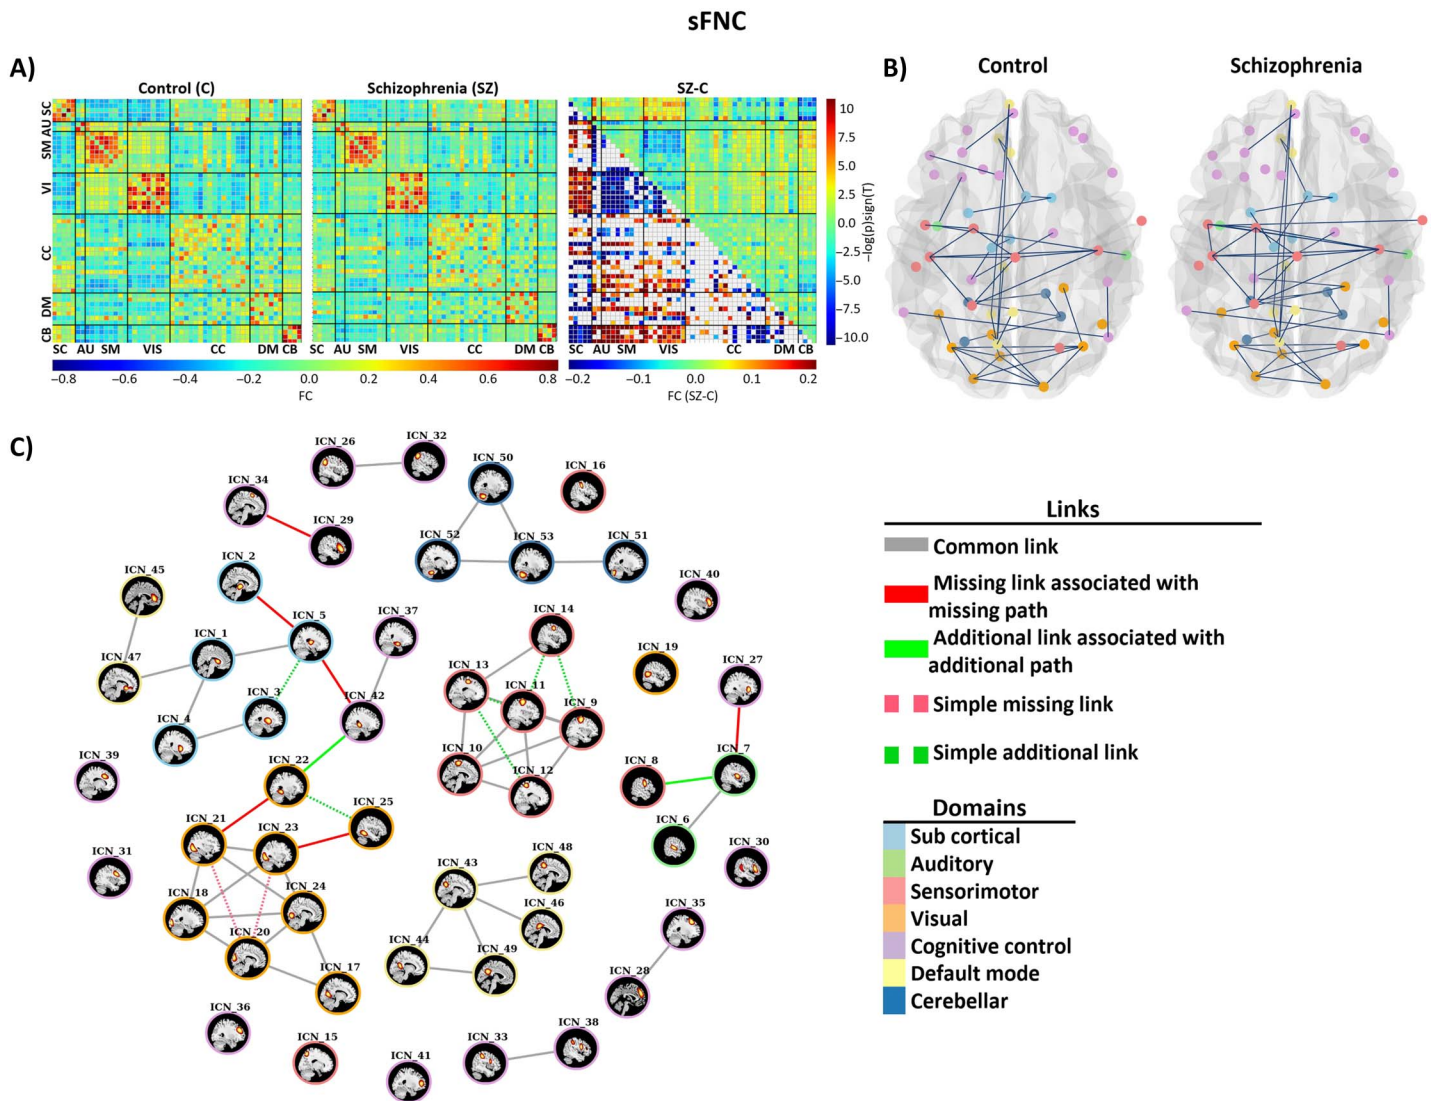 sFNC
A)
Control (C)
Schizophrenia (SZ)
SZ-C
SC
AU
SM
VI
CC
DM
CB
SC AU SM VIS CC DM CB
SC AU SM VIS CC DM CB
SC AU SM VIS CC DM CB
−0.8 −0.6 −0.4 −0.2 0.0 0.2 0.4 0.6 0.8
FC
−0.2 −0.1 0.0 0.1 0.2
FC (SZ-C)
10
7.5
5.0
2.5
0.0
−2.5
−5.0
−7.5
−10.0
−log(p)sign(T)
B)
Control
Schizophrenia
C)
ICN_26
ICN_32
ICN_50
ICN_16
ICN_34
ICN_29
ICN_52
ICN_53
ICN_51
ICN_2
ICN_45
ICN_40
ICN_5
ICN_37
ICN_14
ICN_1
ICN_47
ICN_13
ICN_11
ICN_9
ICN_19
ICN_27
ICN_3
ICN_42
ICN_4
ICN_39
ICN_22
ICN_10
ICN_12
ICN_8
ICN_7
ICN_25
ICN_21
ICN_23
ICN_6
ICN_31
ICN_30
ICN_43
ICN_48
ICN_18
ICN_24
ICN_46
ICN_35
ICN_20
ICN_44
ICN_49
ICN_17
ICN_28
ICN_36
ICN_15
ICN_41
ICN_33
ICN_38
Links
Common link
Missing link associated with
missing path
Additional link associated with
additional path
Simple missing link
Simple additional link
Domains
Sub cortical
Auditory
Sensorimotor
Visual
Cognitive control
Default mode
Cerebellar